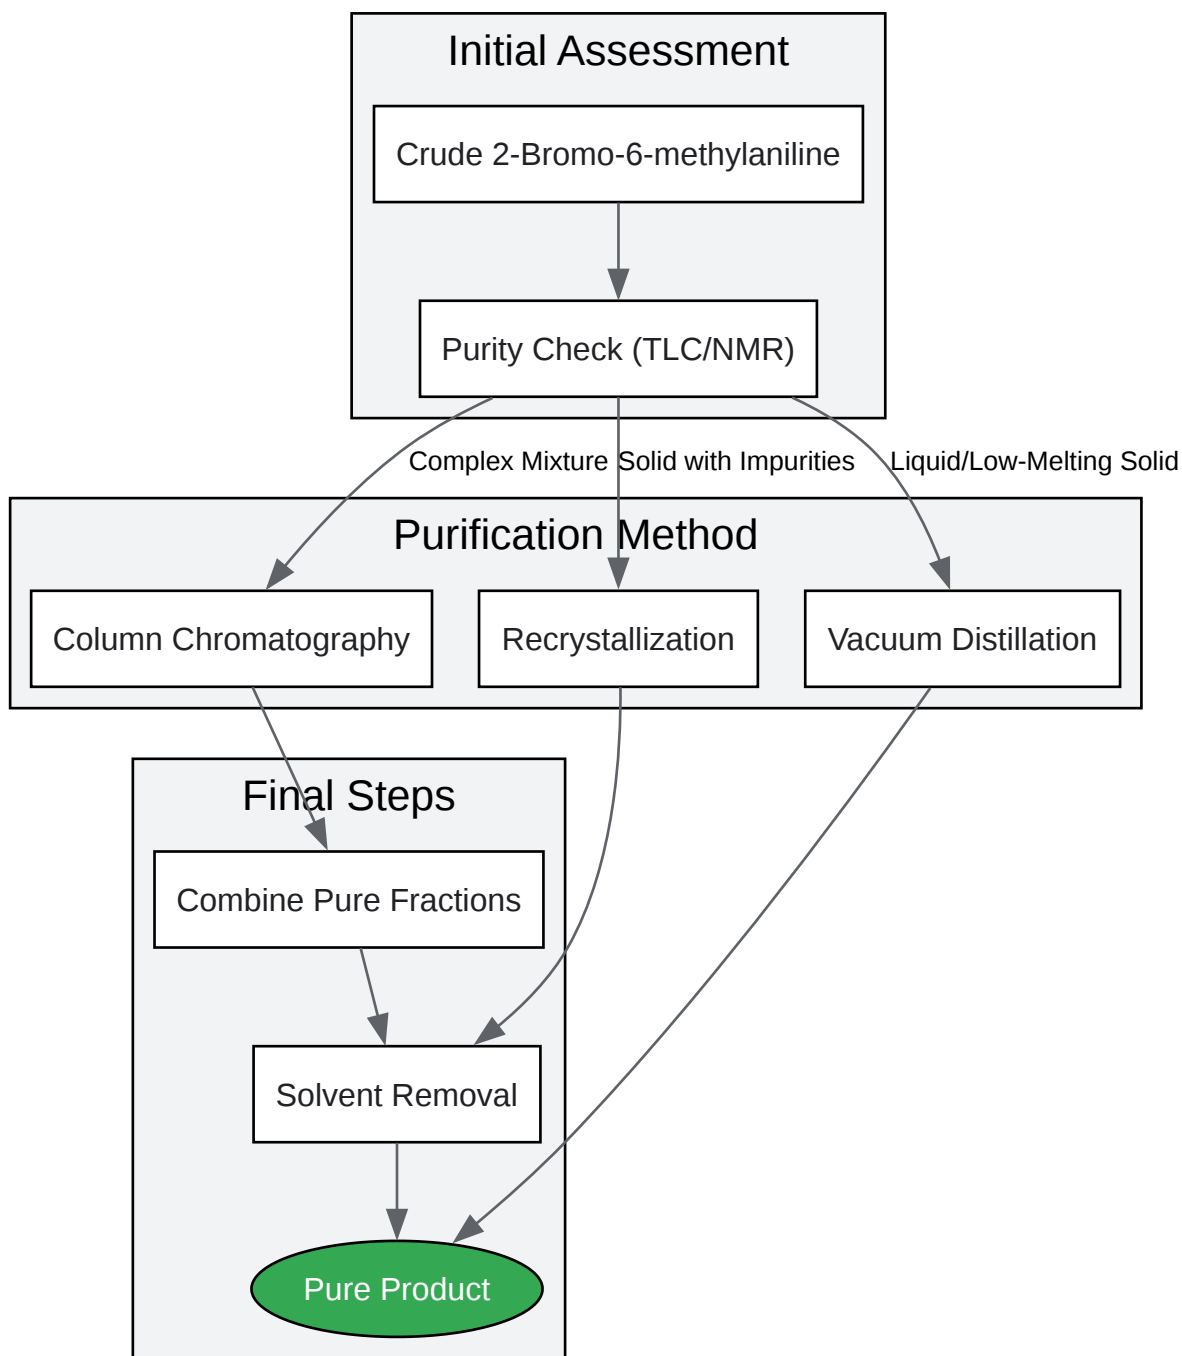 Initial Assessment
Crude 2-Bromo-6-methylaniline
Purity Check (TLC/NMR)
Complex Mixture
Solid with Impurities
Liquid/Low-Melting Solid
Purification Method
Column Chromatography
Recrystallization
Vacuum Distillation
Final Steps
Combine Pure Fractions
Solvent Removal
Pure Product